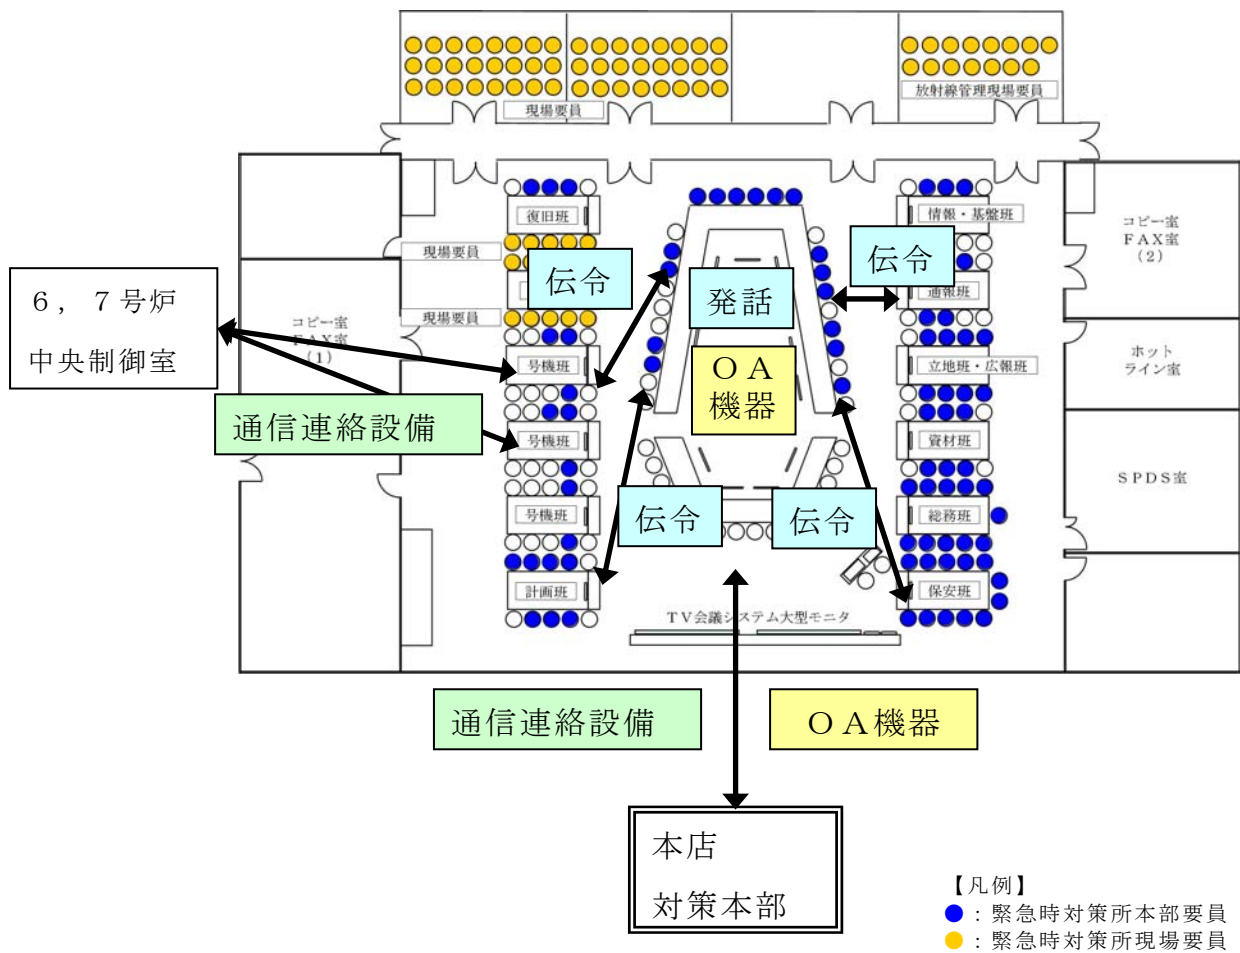 現場要員
放射線管理現場要員
復旧班
情報・基盤班
コピー室
ＦＡＸ室
(2)
現場要員
伝令
伝令
６，７号炉
中央制御室
発話
通報班
コピー室
ＦＡＸ室
(1)
現場要員
号機班
ＯＡ
機器
立地班・広報班
ホット
ライン室
通信連絡設備
号機班
資材班
ＳＰＤＳ室
号機班
伝令
伝令
総務班
計画班
保安班
ＴＶ会議システム大型モニタ
通信連絡設備
ＯＡ機器
本店
対策本部
【凡例】
：緊急時対策所本部要員
：緊急時対策所現場要員